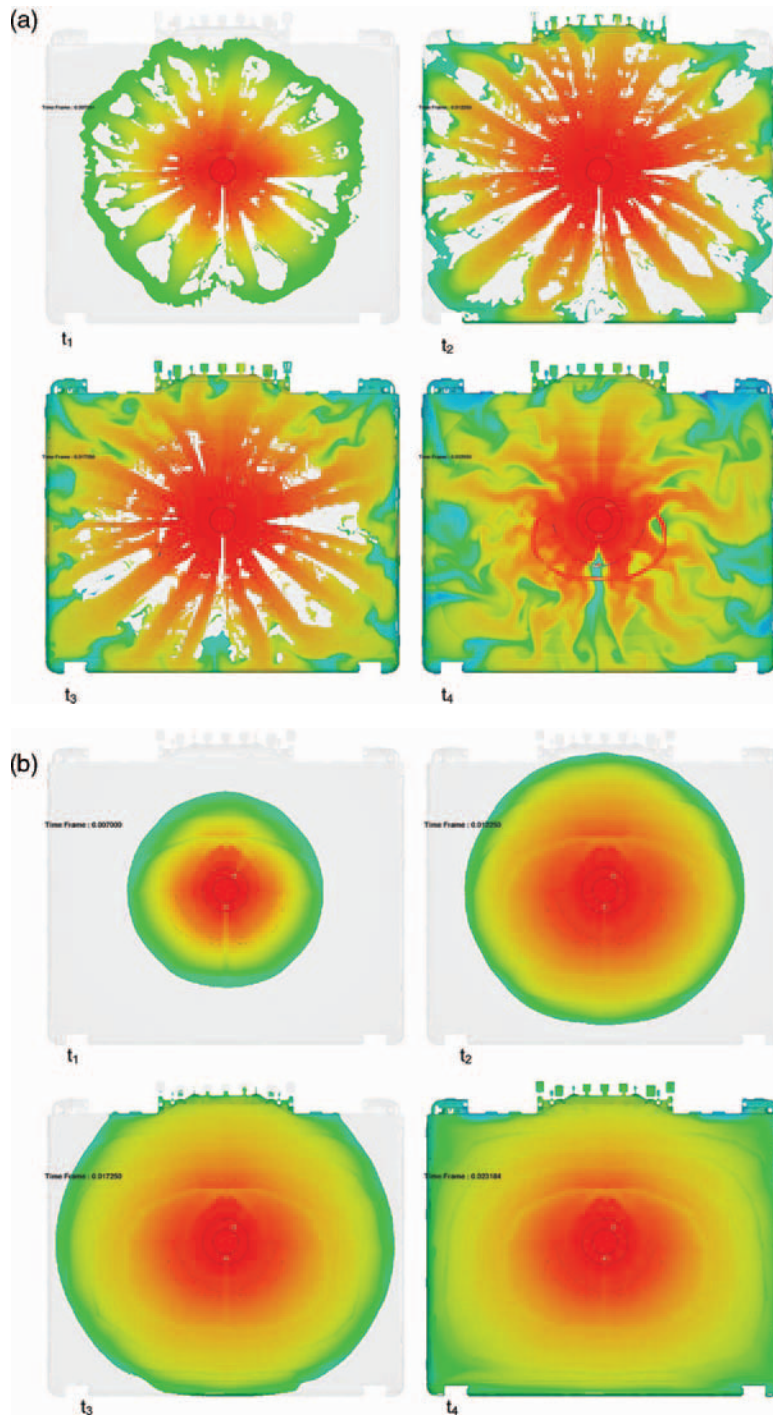 (a)
t₁
t₂
t₃
t₄
(b)
Time Frame : 0.007000
Time Frame : 0.012250
t₁
t₂
Time Frame : 0.017250
Time Frame : 0.023184
t₃
t₄